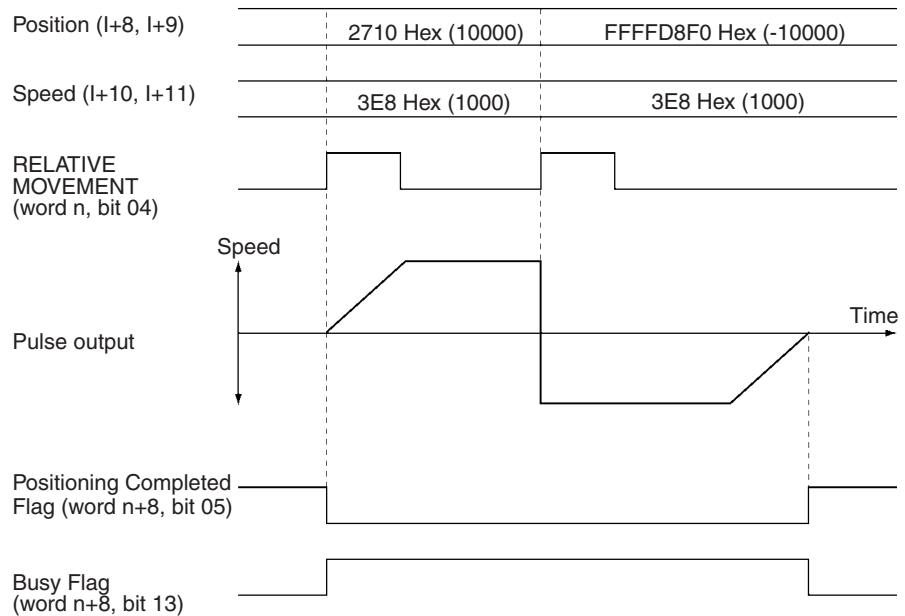 Position (I+8, I+9)
2710 Hex (10000)
FFFFD8F0 Hex (-10000)
Speed (I+10, I+11)
3E8 Hex (1000)
3E8 Hex (1000)
RELATIVE
MOVEMENT
(word n, bit 04)
Speed
Time
Pulse output
Positioning Completed
Flag (word n+8, bit 05)
Busy Flag
(word n+8, bit 13)